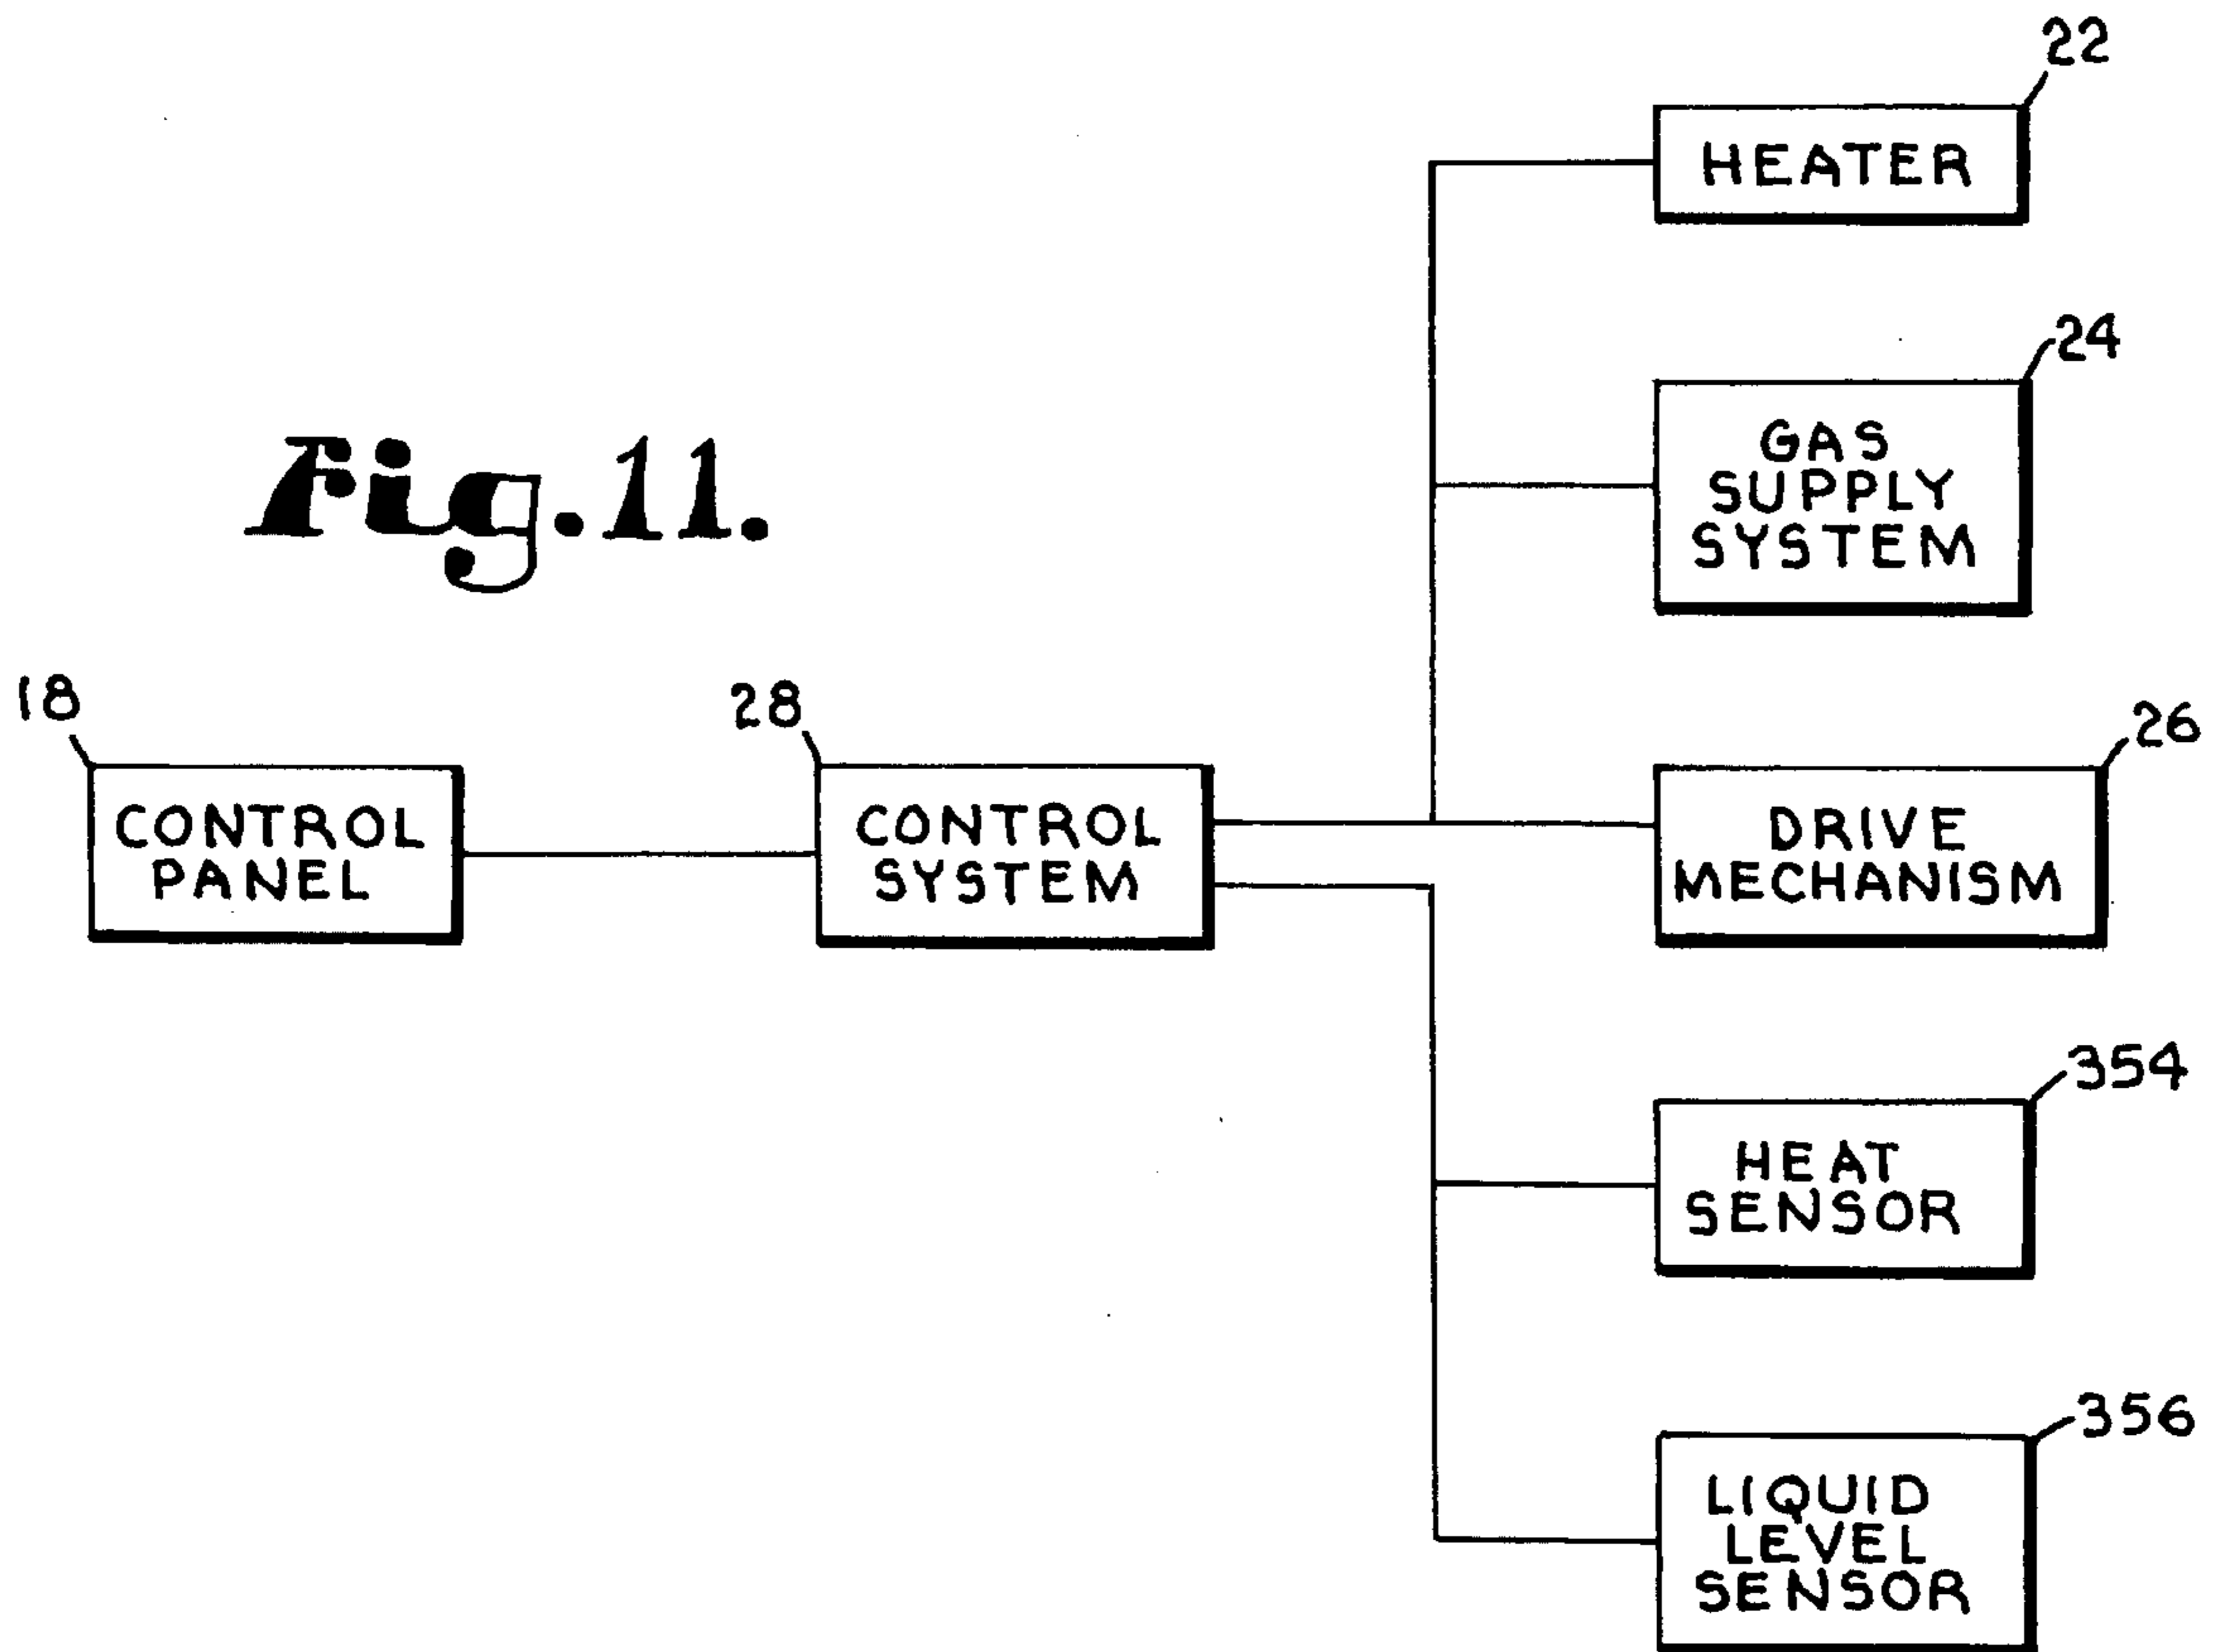 22
HEATER
24
GAS
SUPPLY
SYSTEM
Fig.11.
18
CONTROL
PANEL
28
CONTROL
SYSTEM
26
DRIVE
MECHANISM
354
HEAT
SENSOR
356
LIQUID
LEVEL
SENSOR